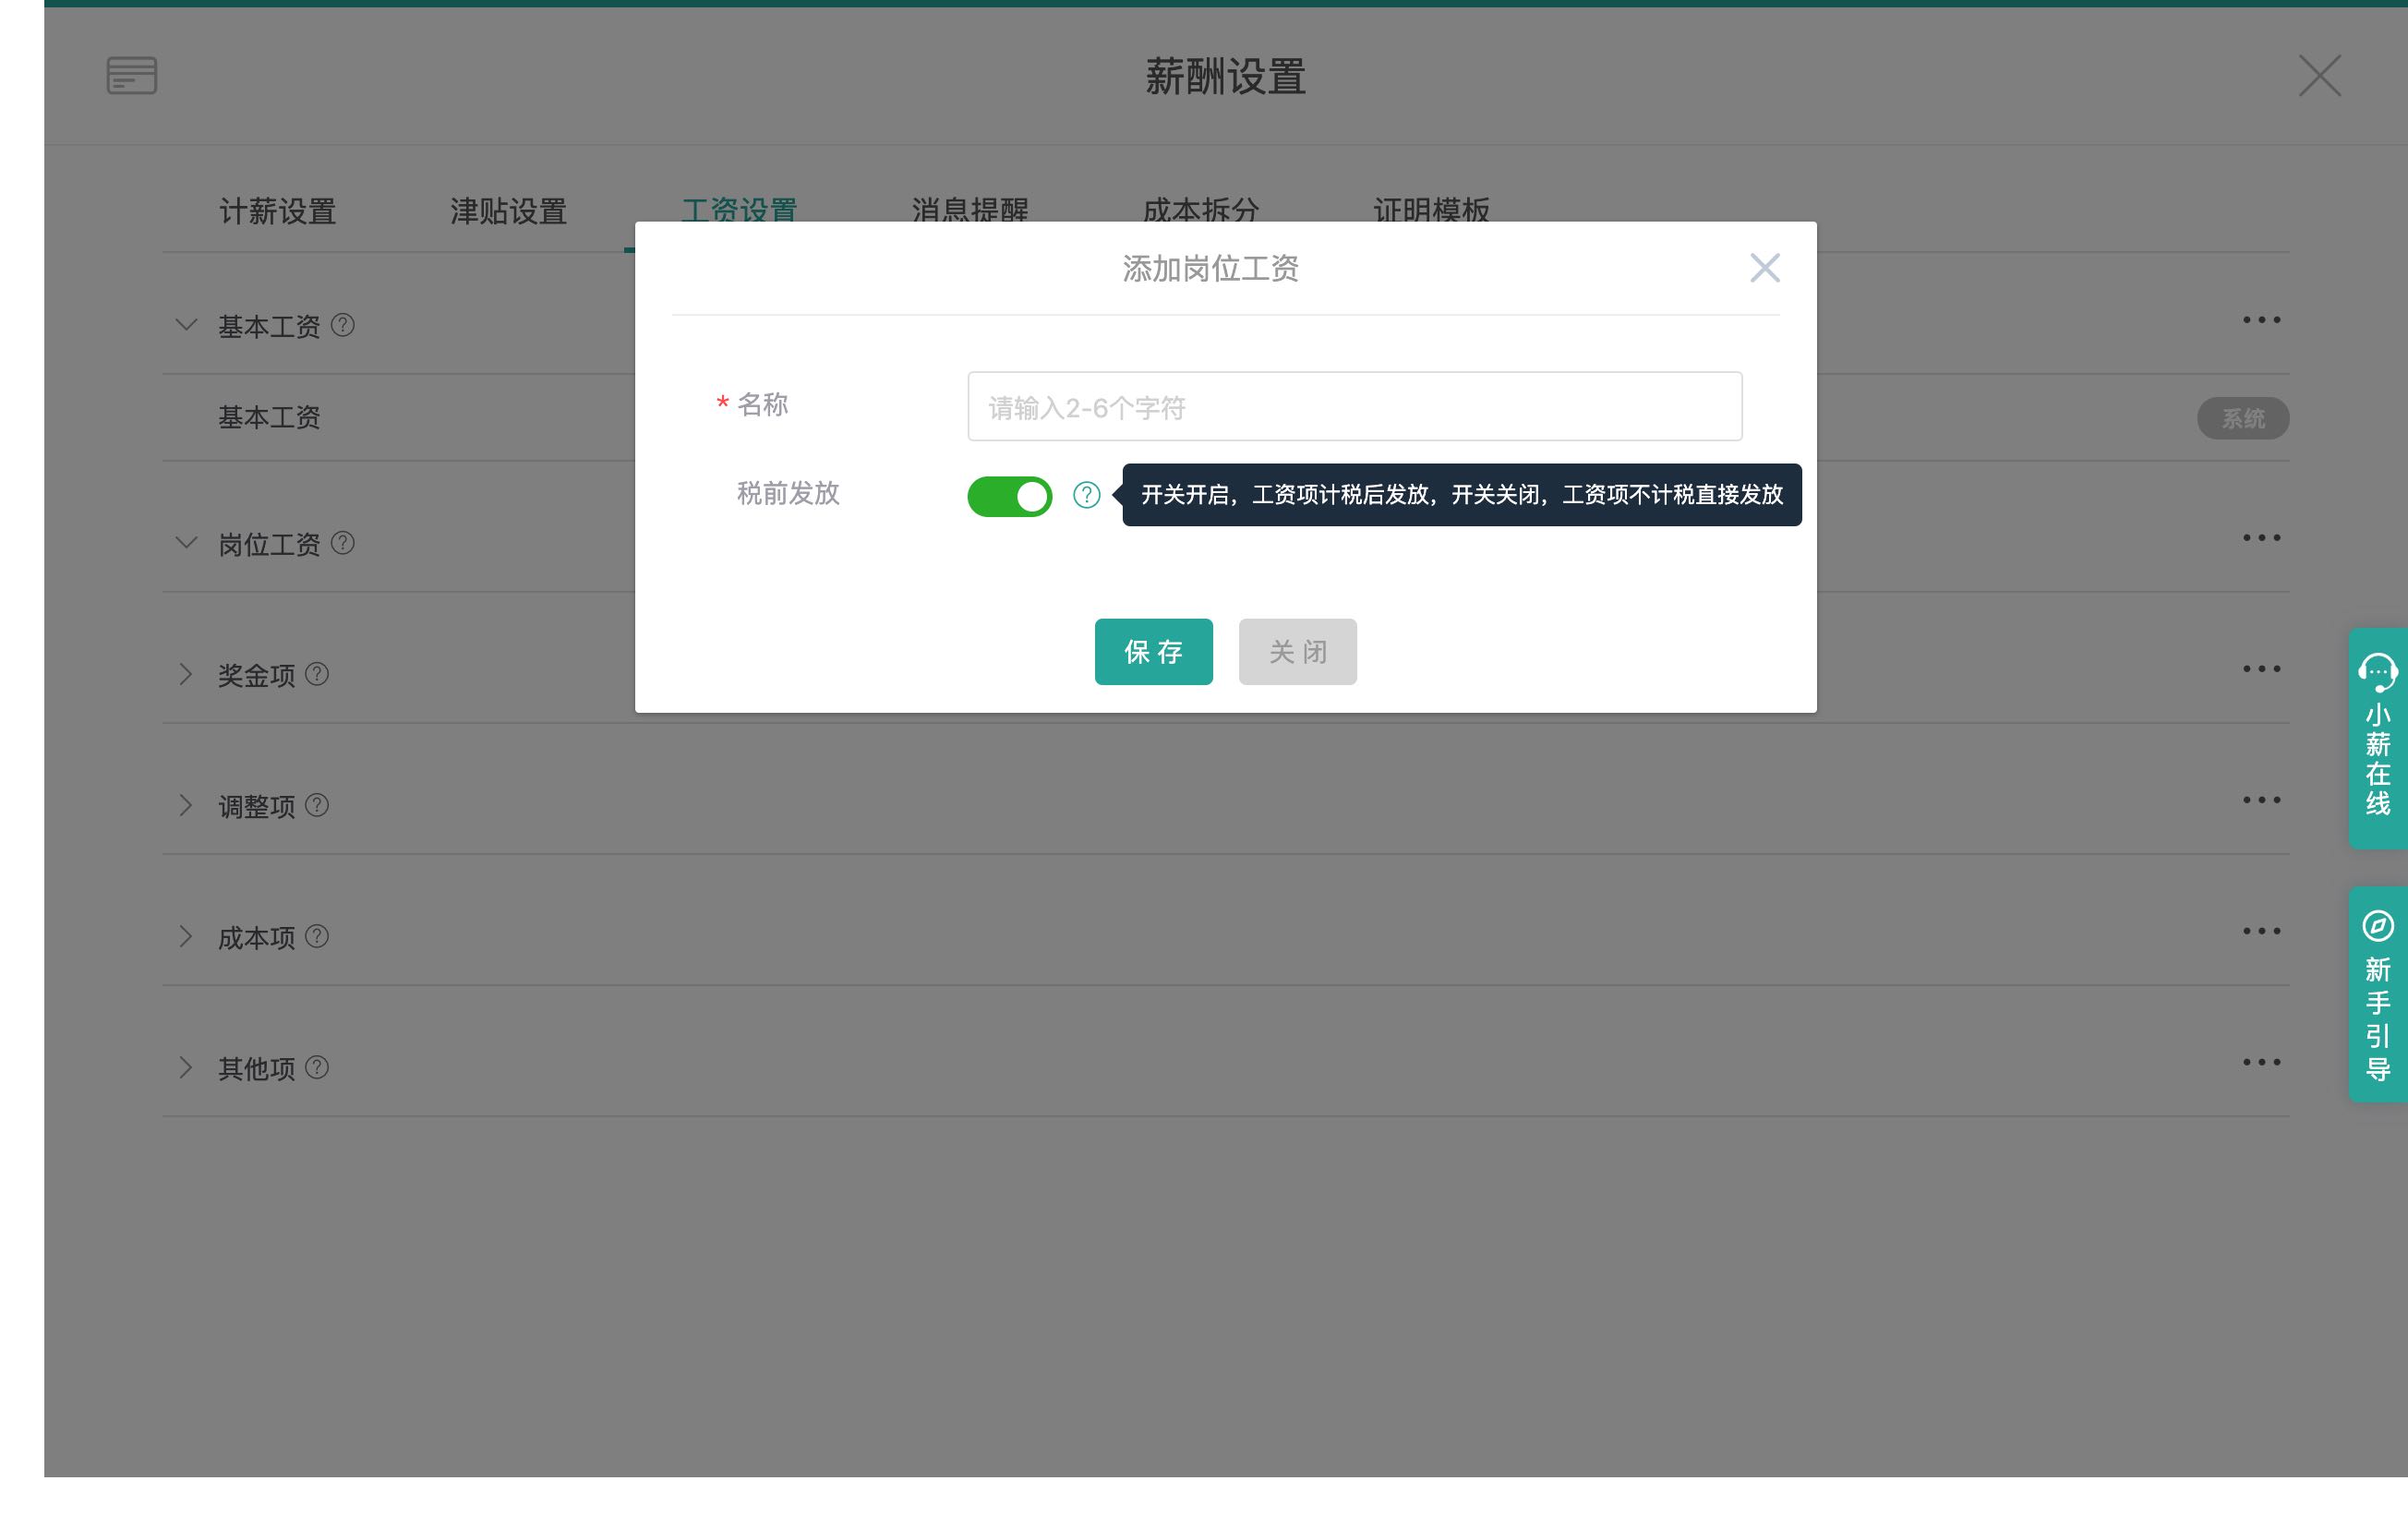 薪酬设置
计薪设置 津贴设置 工资设置 消息提醒 成本拆分 证明模板
添加岗位工资
基本工资
* 名称 请输入2-6个字符
基本工资 系统
税前发放 开关开启，工资项计税后发放，开关关闭，工资项不计税直接发放
岗位工资
保存 关闭
奖金项
调整项
成本项
其他项
小薪在线
新手引导